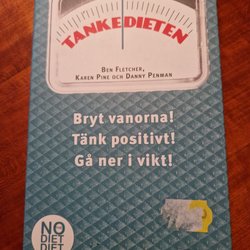 TANKEDIETEN
BEN FLETCHER,
KAREN PINE OCH DANNY PENMAN
Bryt vanorna!
Tänk positivt!
Gå ner i vikt!
NO
DIET
DIET